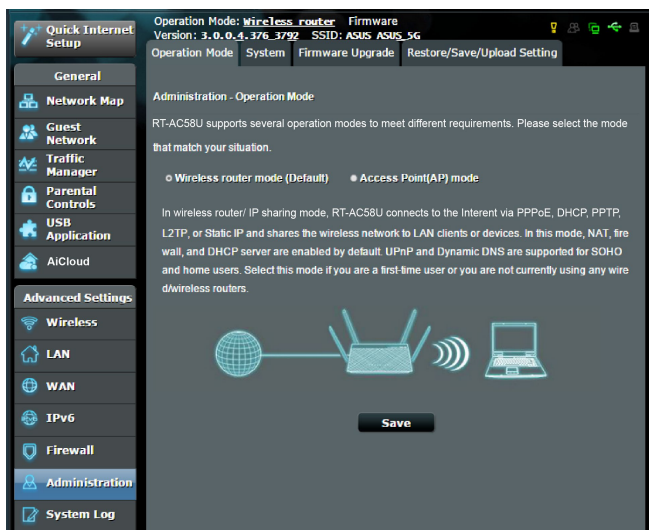 Quick Internet
Setup
General
Network Map
Guest
Network
Traffic
Manager
Parental
Controls
USB
Application
AiCloud
Advanced Settings
Wireless
LAN
WAN
IPv6
Firewall
Administration
System Log
Operation Mode: Wireless router Firmware
Version: 3.0.0.4.376_3792 SSID: ASUS ASUS_5G
Operation Mode System Firmware Upgrade Restore/Save/Upload Setting
Administration - Operation Mode
RT-AC58U supports several operation modes to meet different requirements. Please select the mode
that match your situation.
Wireless router mode (Default) Access Point(AP) mode
In wireless router/ IP sharing mode, RT-AC58U connects to the Interent via PPPoE, DHCP, PPTP,
L2TP, or Static IP and shares the wireless network to LAN clients or devices. In this mode, NAT, fire
wall, and DHCP server are enabled by default. UPnP and Dynamic DNS are supported for SOHO
and home users. Select this mode if you are a first-time user or you are not currently using any wire
d/wireless routers.
Save